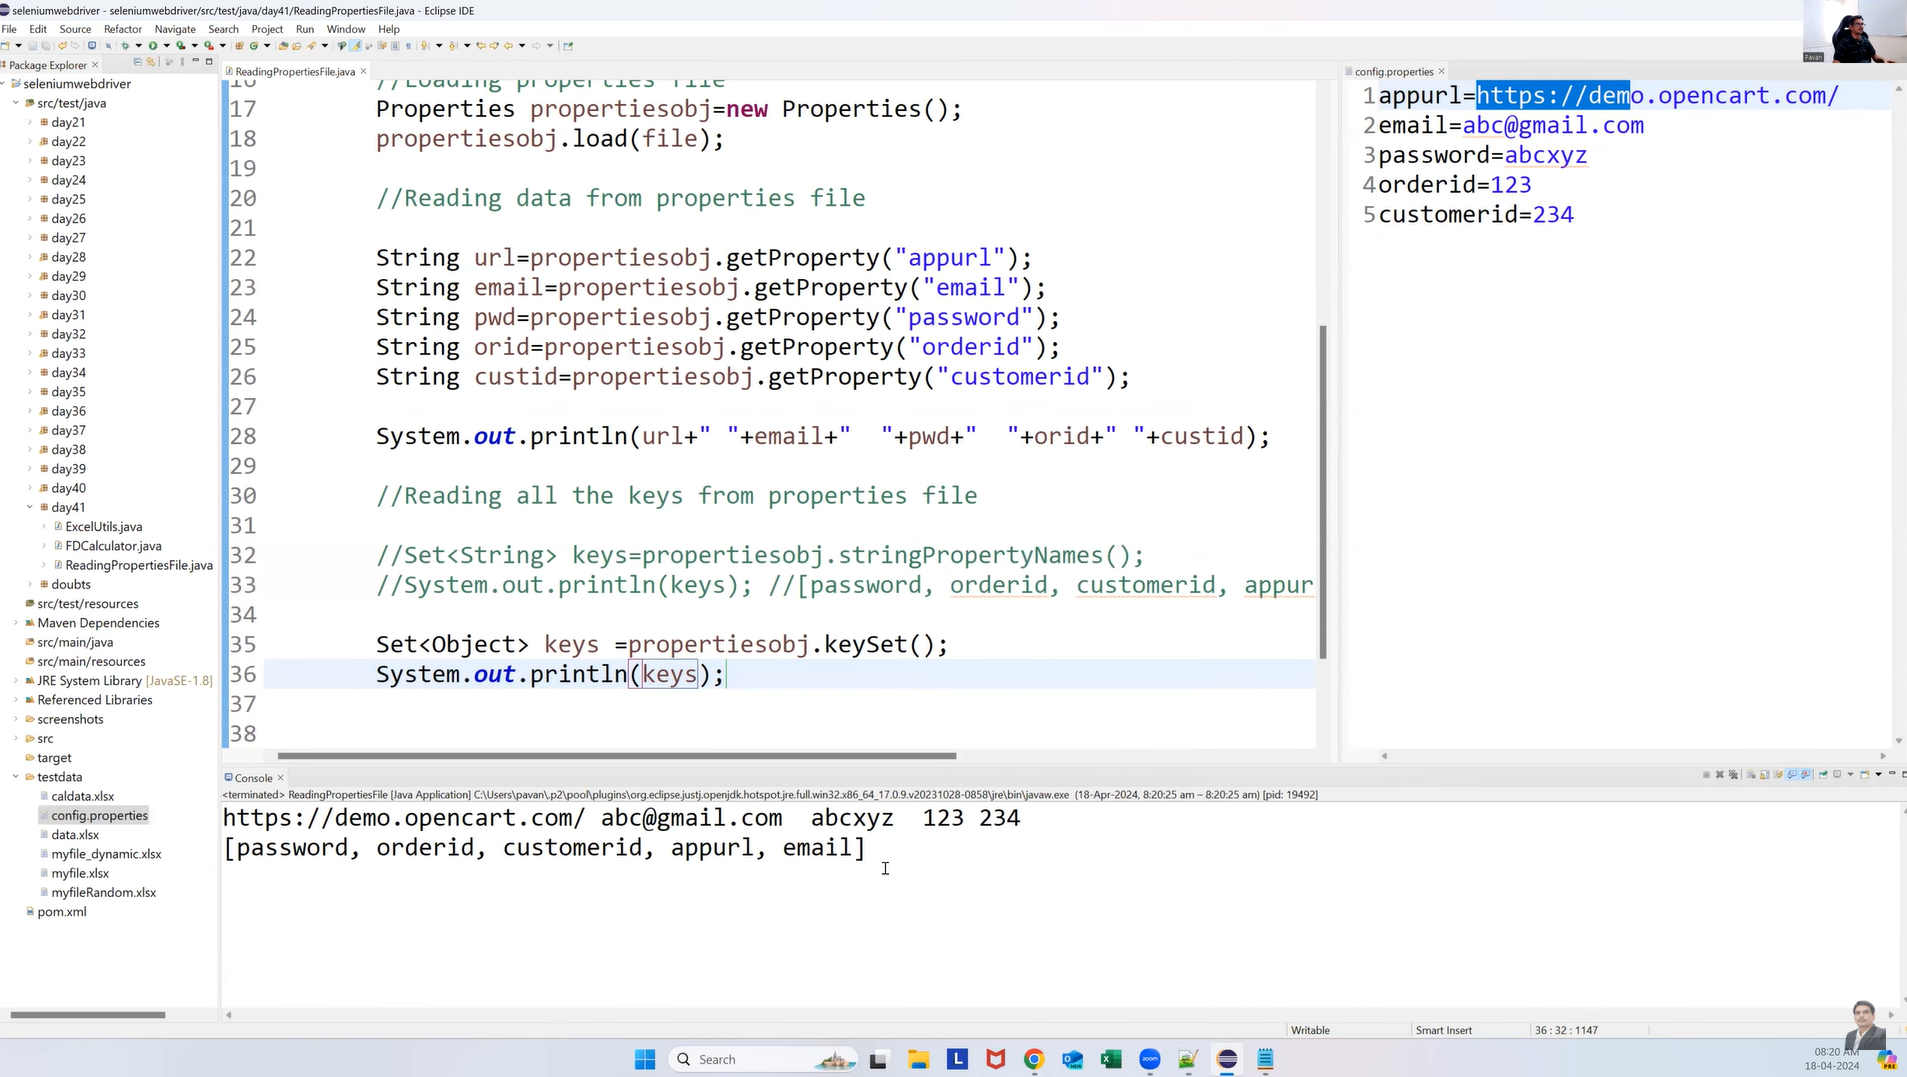 seleniumwebdriver - seleniumwebdriver/src/test/java/day41/ReadingPropertiesFile.java - Eclipse IDE
File Edit Source Refactor Navigate Search Project Run Window Help
Pavan
Package Explorer
seleniumwebdriver
src/test/java
day21
day22
day23
day24
day25
day26
day27
day28
day29
day30
day31
day32
day33
day34
day35
day36
day37
day38
day39
day40
day41
ExcelUtils.java
FDCalculator.java
ReadingPropertiesFile.java
doubts
src/test/resources
Maven Dependencies
src/main/java
src/main/resources
JRE System Library [JavaSE-1.8]
Referenced Libraries
screenshots
src
target
testdata
caldata.xlsx
config.properties
data.xlsx
myfile_dynamic.xlsx
myfile.xlsx
myfileRandom.xlsx
pom.xml
ReadingPropertiesFile.java
16 //Loading properties file
17 Properties propertiesobj=new Properties();
18 propertiesobj.load(file);
19
20 //Reading data from properties file
21
22 String url=propertiesobj.getProperty("appurl");
23 String email=propertiesobj.getProperty("email");
24 String pwd=propertiesobj.getProperty("password");
25 String orid=propertiesobj.getProperty("orderid");
26 String custid=propertiesobj.getProperty("customerid");
27
28 System.out.println(url+" "+email+"  "+pwd+"  "+orid+" "+custid);
29
30 //Reading all the keys from properties file
31
32 //Set<String> keys=propertiesobj.stringPropertyNames();
33 //System.out.println(keys); //[password, orderid, customerid, appur
34
35 Set<Object> keys =propertiesobj.keySet();
36 System.out.println(keys);
37
38
config.properties
1 appurl=https://demo.opencart.com/
2 email=abc@gmail.com
3 password=abcxyz
4 orderid=123
5 customerid=234
Console
<terminated> ReadingPropertiesFile [Java Application] C:\Users\pavan\.p2\pool\plugins\org.eclipse.justj.openjdk.hotspot.jre.full.win32.x86_64_17.0.9.v20231028-0858\jre\bin\javaw.exe (18-Apr-2024, 8:20:25 am – 8:20:25 am) [pid: 19492]
https://demo.opencart.com/ abc@gmail.com  abcxyz  123 234
[password, orderid, customerid, appurl, email]
Writable Smart Insert 36 : 32 : 1147
Search
08:20 AM
18-04-2024